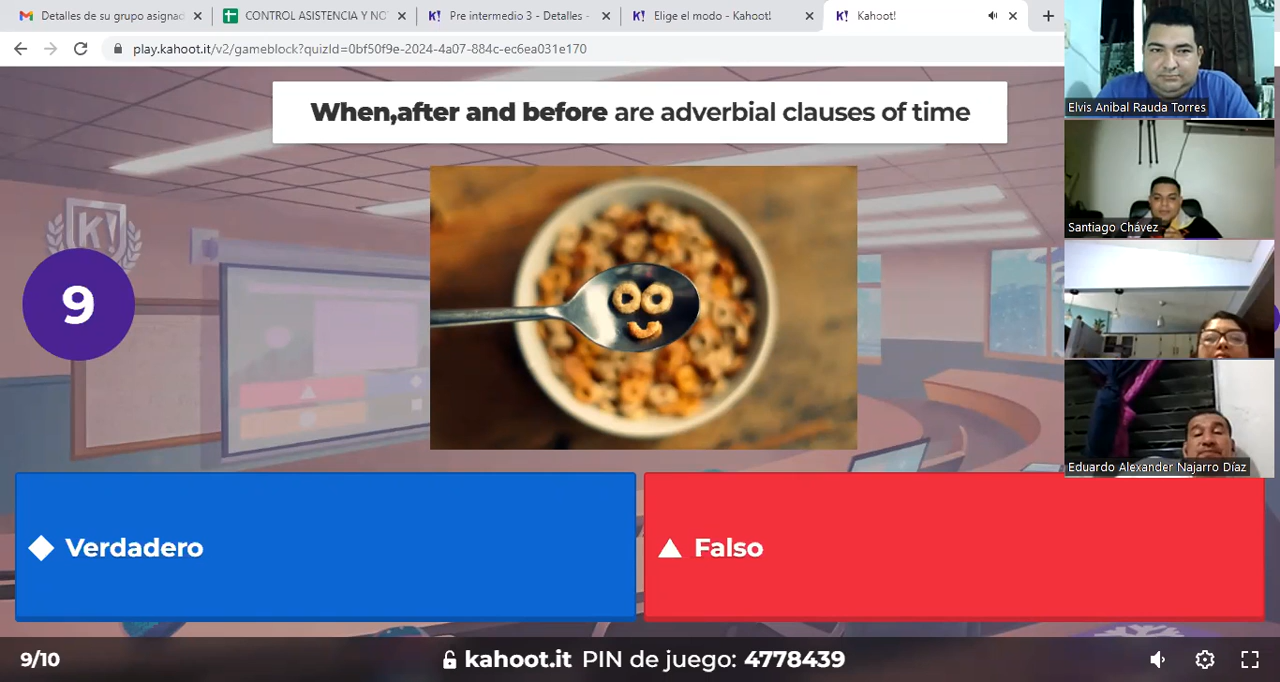 Detalles de su grupo asignad
CONTROL ASISTENCIA Y NO
Pre intermedio 3 - Detalles -
Elige el modo - Kahoot!
Kahoot!
play.kahoot.it/v2/gameblock?quizId=0bf50f9e-2024-4a07-884c-ec6ea031e170
When,after and before are adverbial clauses of time
K!
9
Elvis Anibal Rauda Torres
Santiago Chávez
Eduardo Alexander Najarro Díaz
Verdadero
Falso
9/10
kahoot.it PIN de juego: 4778439